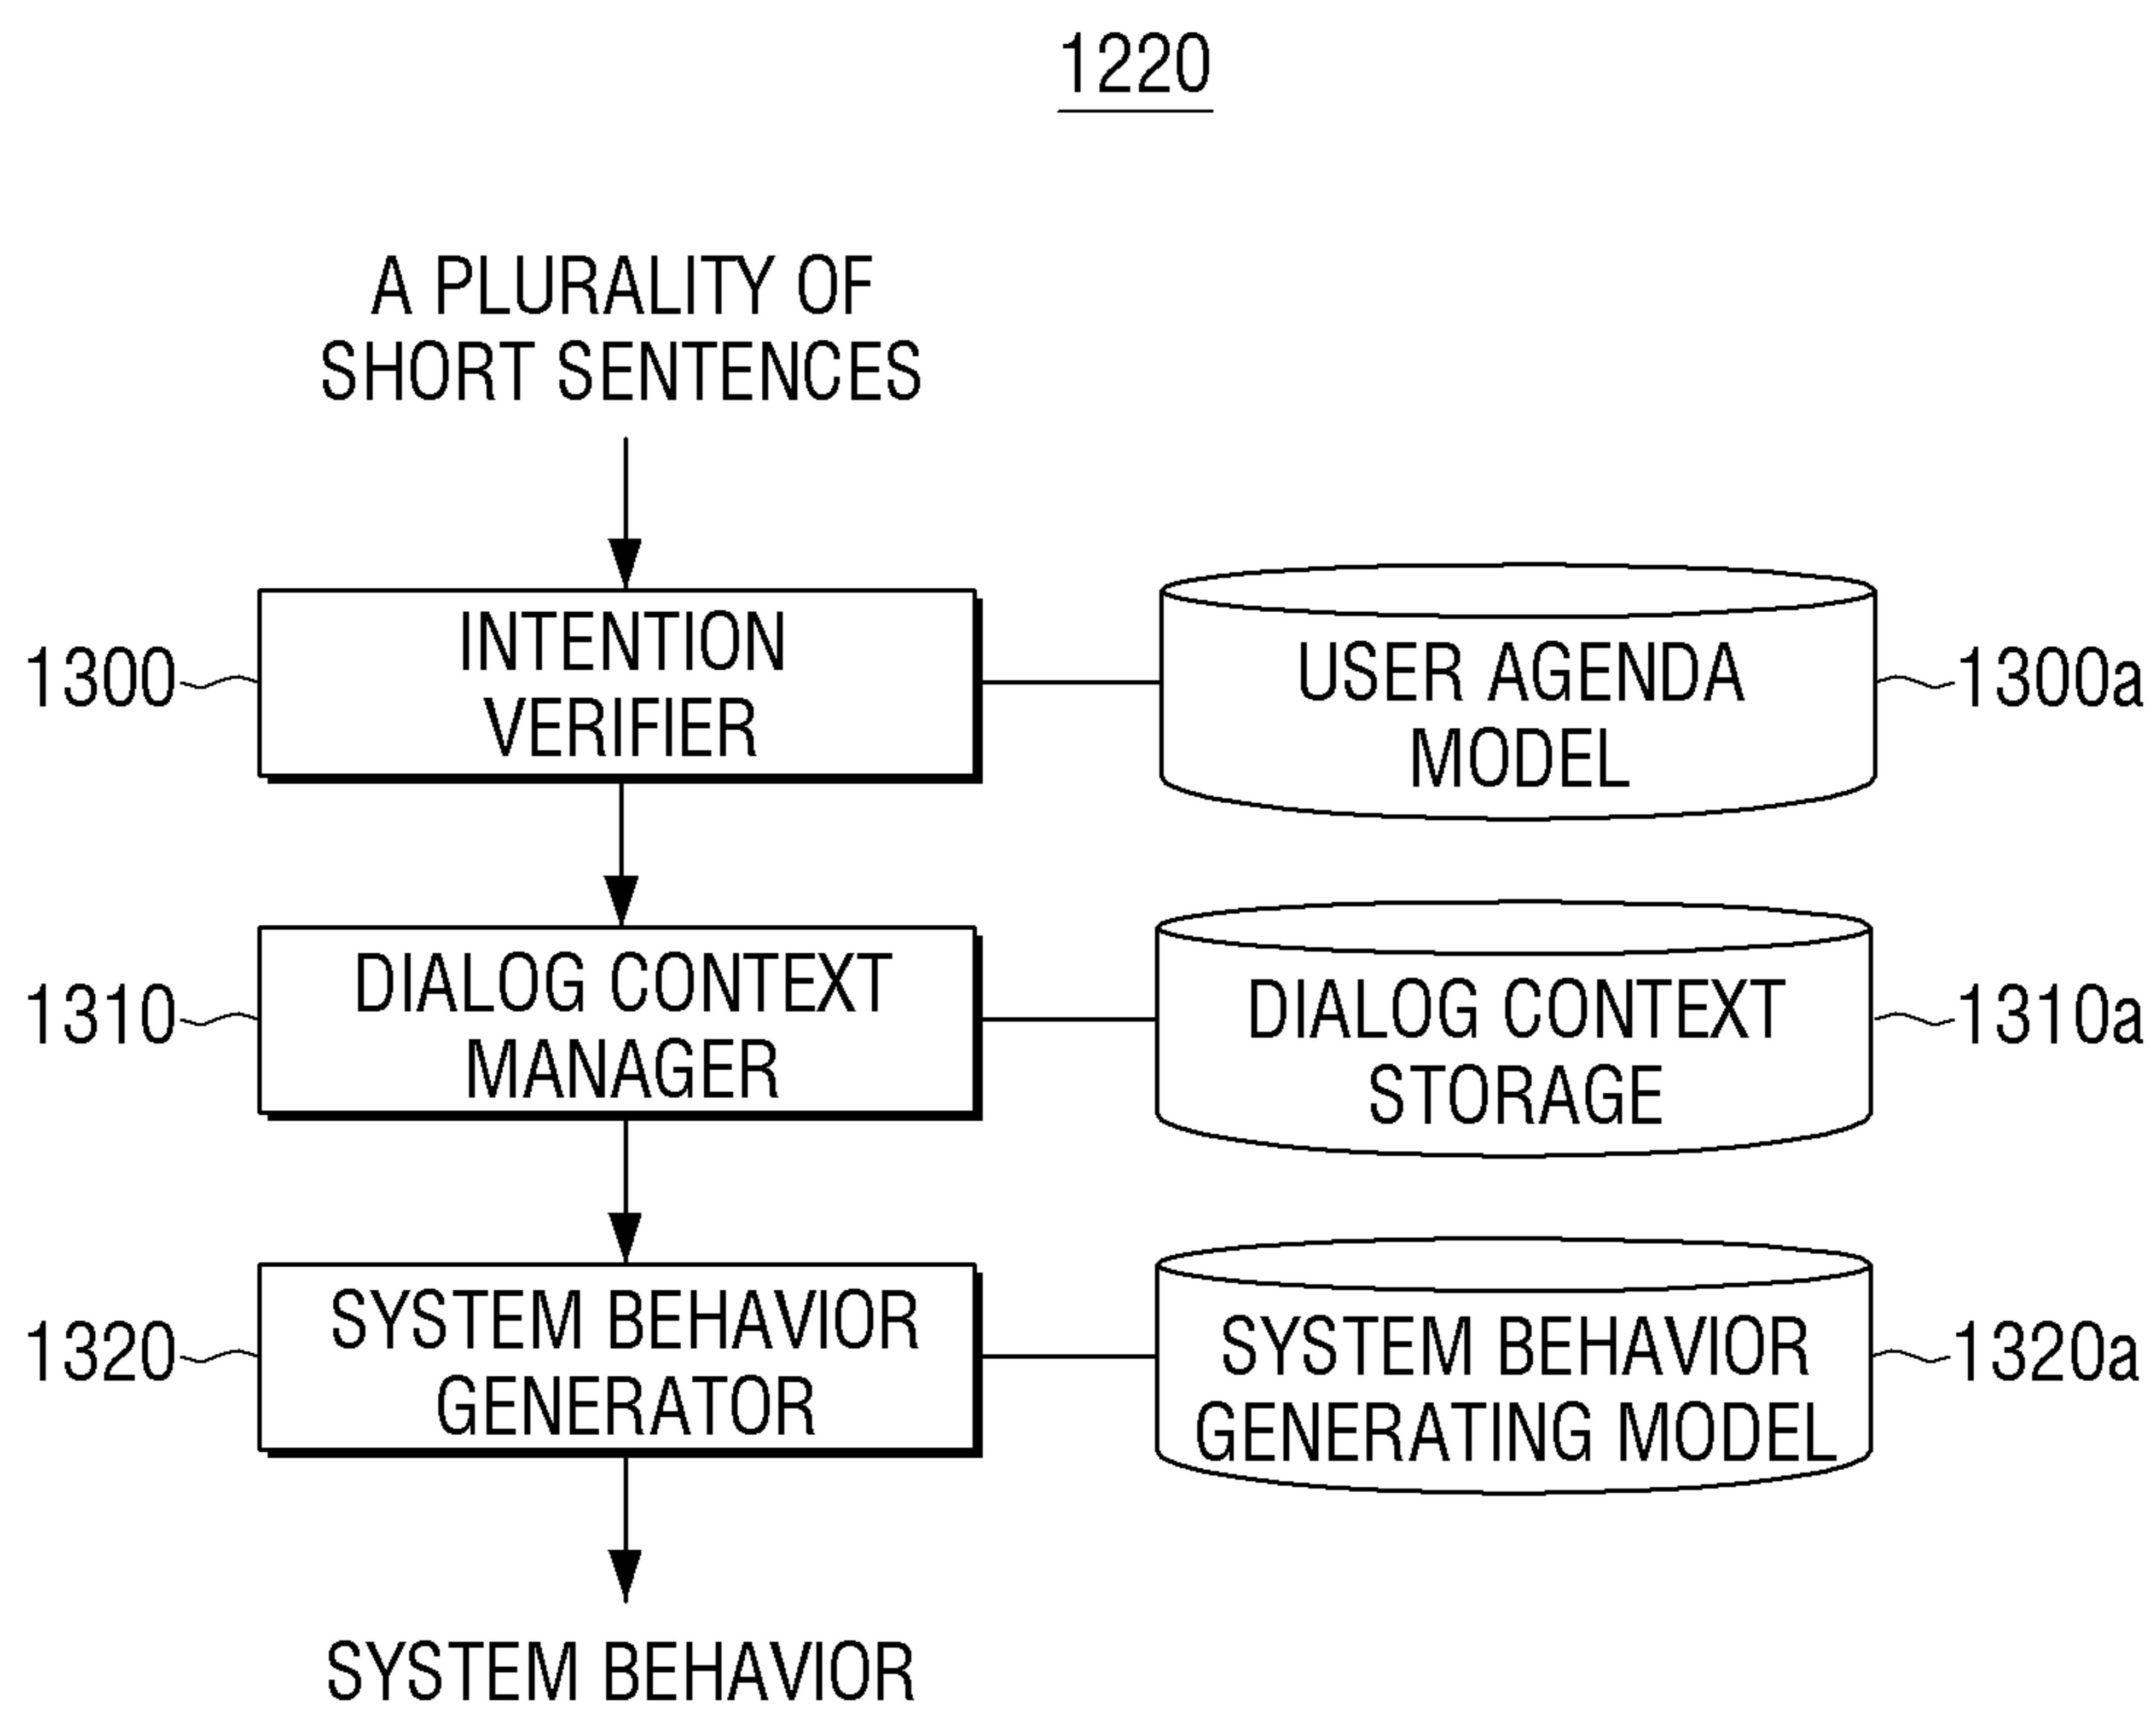 1220
A PLURALITY OF
SHORT SENTENCES
1300
INTENTION
VERIFIER
USER AGENDA
MODEL
1300a
1310
DIALOG CONTEXT
MANAGER
DIALOG CONTEXT
STORAGE
1310a
1320
SYSTEM BEHAVIOR
GENERATOR
SYSTEM BEHAVIOR
GENERATING MODEL
1320a
SYSTEM BEHAVIOR